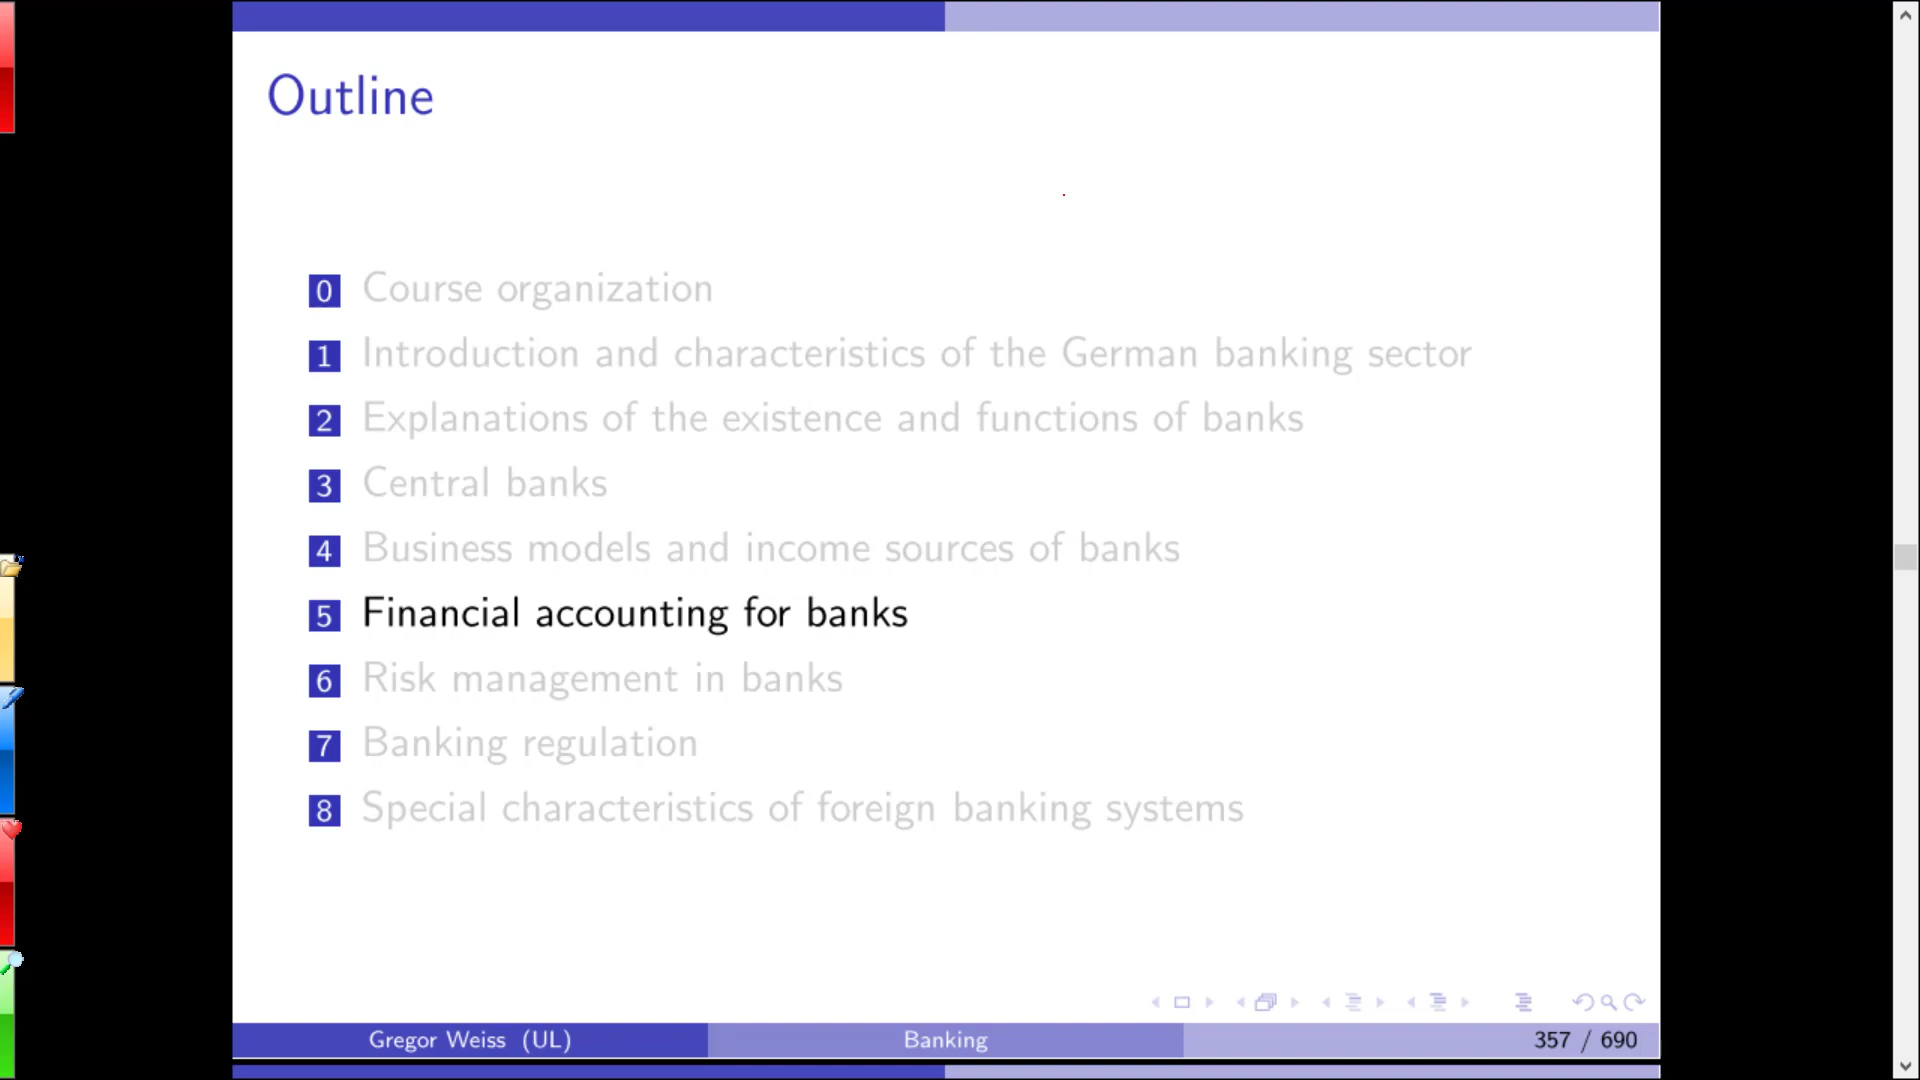 Outline
0 Course organization
1 Introduction and characteristics of the German banking sector
2 Explanations of the existence and functions of banks
3 Central banks
4 Business models and income sources of banks
5 Financial accounting for banks
6 Risk management in banks
7 Banking regulation
8 Special characteristics of foreign banking systems
Gregor Weiss (UL) Banking 357 / 690